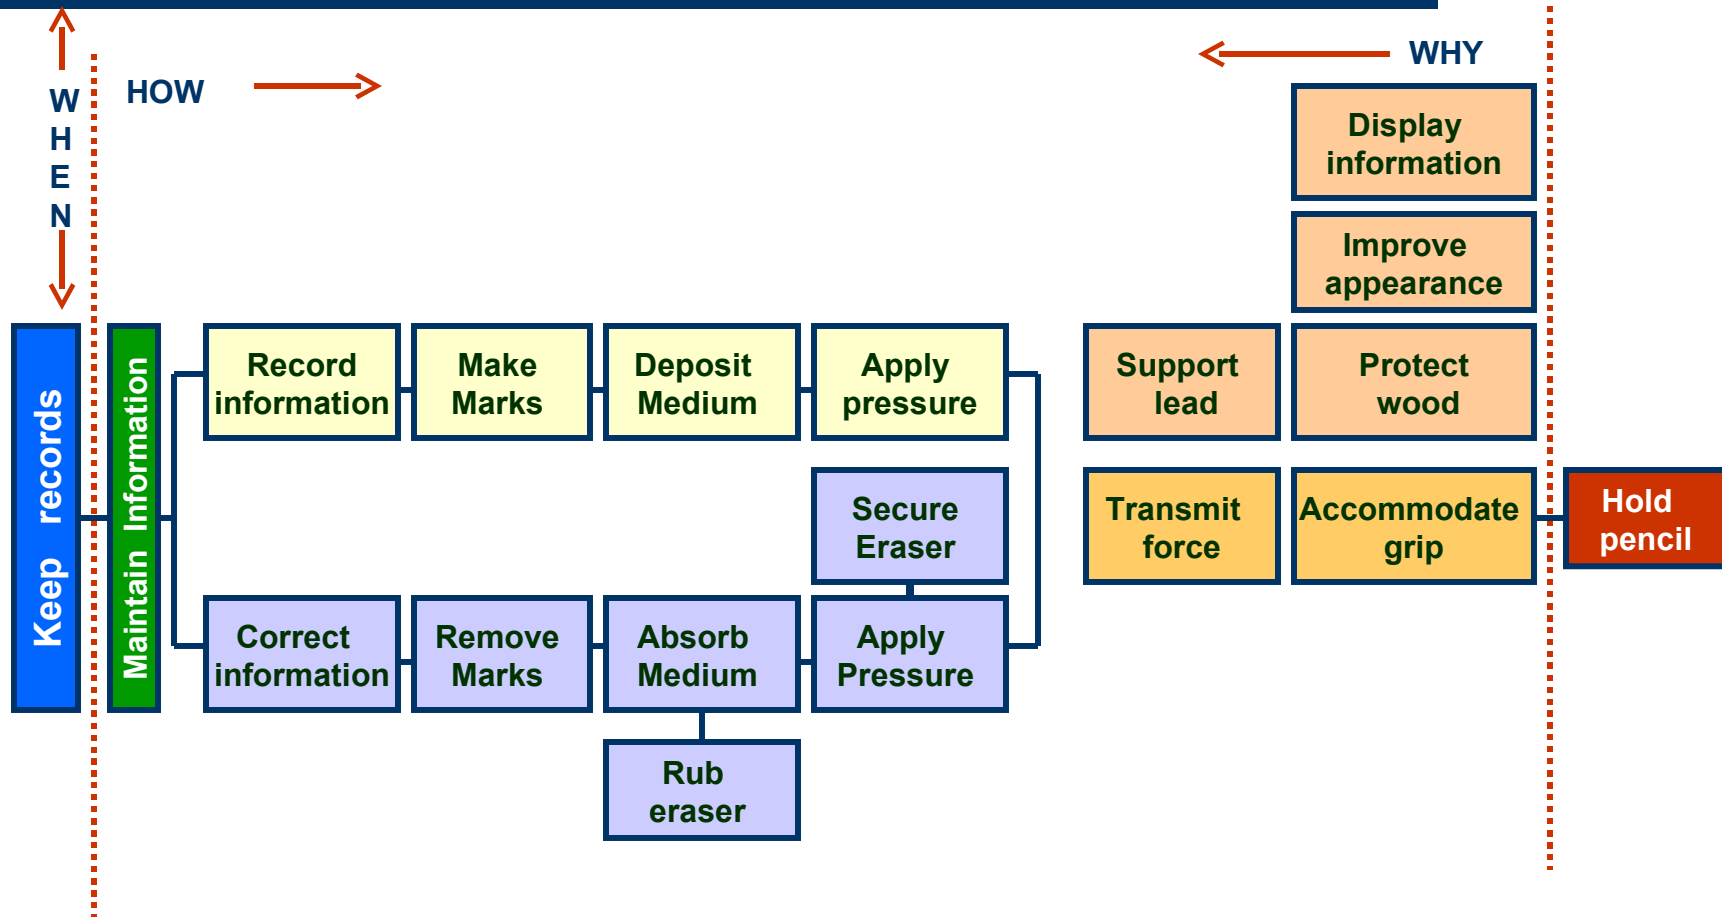 WHY
HOW
W
H
E
N
Display
information
Improve
appearance
Keep records
Maintain Information
Record
information
Make
Marks
Deposit
Medium
Apply
pressure
Support
lead
Protect
wood
Secure
Eraser
Transmit
force
Accommodate
grip
Hold
pencil
Correct
information
Remove
Marks
Absorb
Medium
Apply
Pressure
Rub
eraser